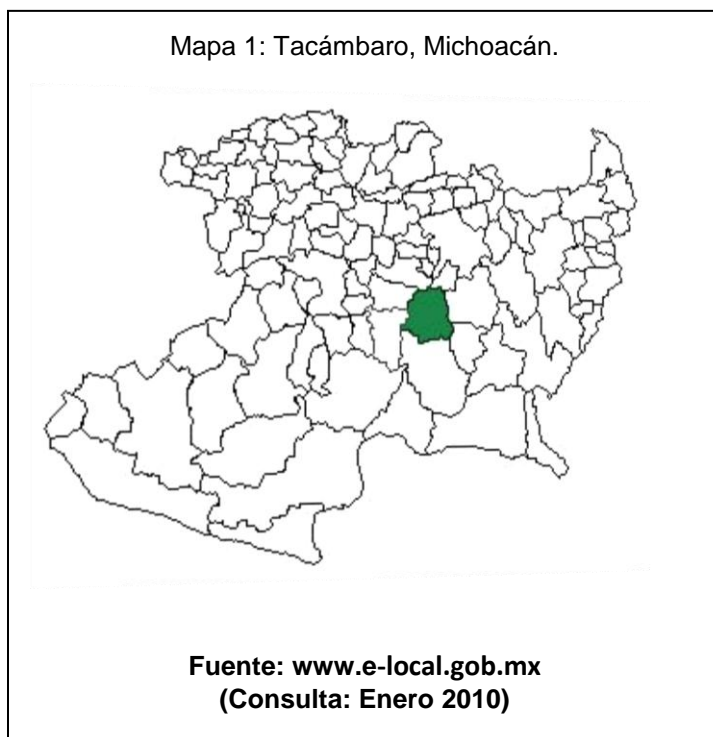 Mapa 1: Tacámbaro, Michoacán.
Fuente: www.e-local.gob.mx
(Consulta: Enero 2010)